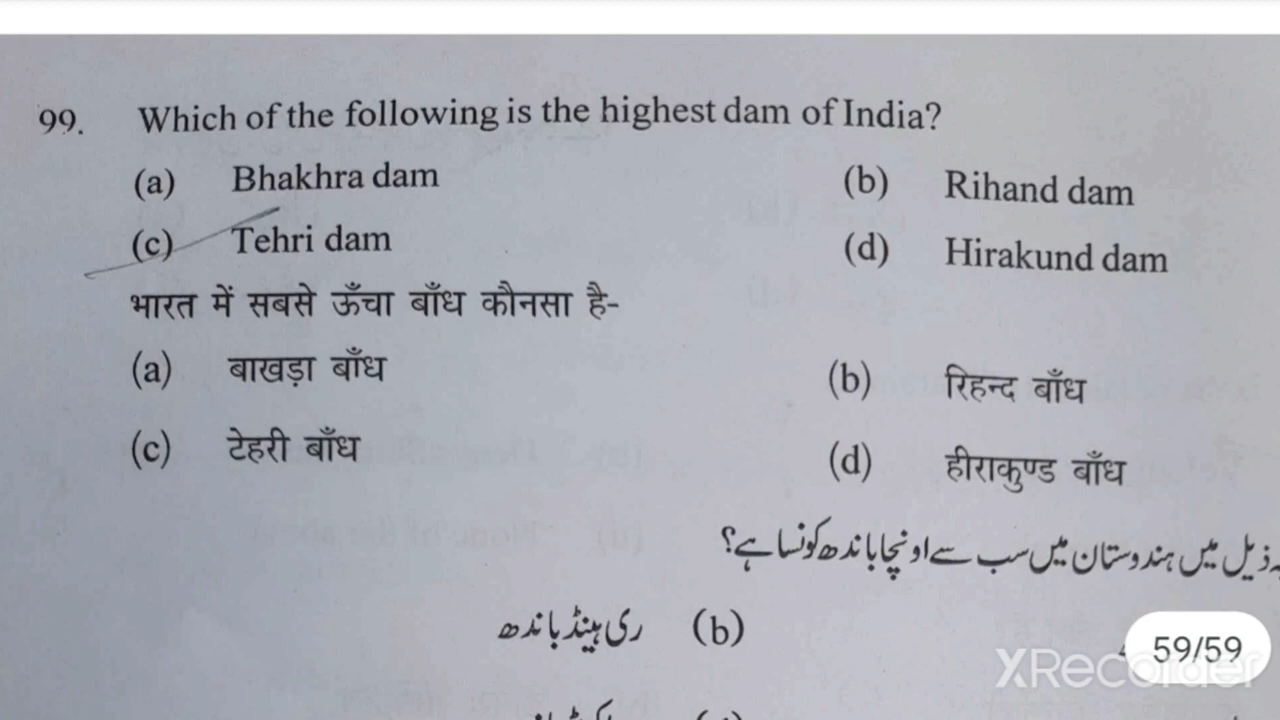 99. Which of the following is the highest dam of India?
(a) Bhakhra dam (b) Rihand dam
(c) Tehri dam (d) Hirakund dam
भारत में सबसे ऊँचा बाँध कौनसा है-
(a) बाखड़ा बाँध (b) रिहन्द बाँध
(c) टेहरी बाँध (d) हीराकुण्ड बाँध
ذیل میں ہندوستان میں سب سے اونچا باندھ کونسا ہے؟
(b) ری ہینڈ باندھ
59/59
XRecorder